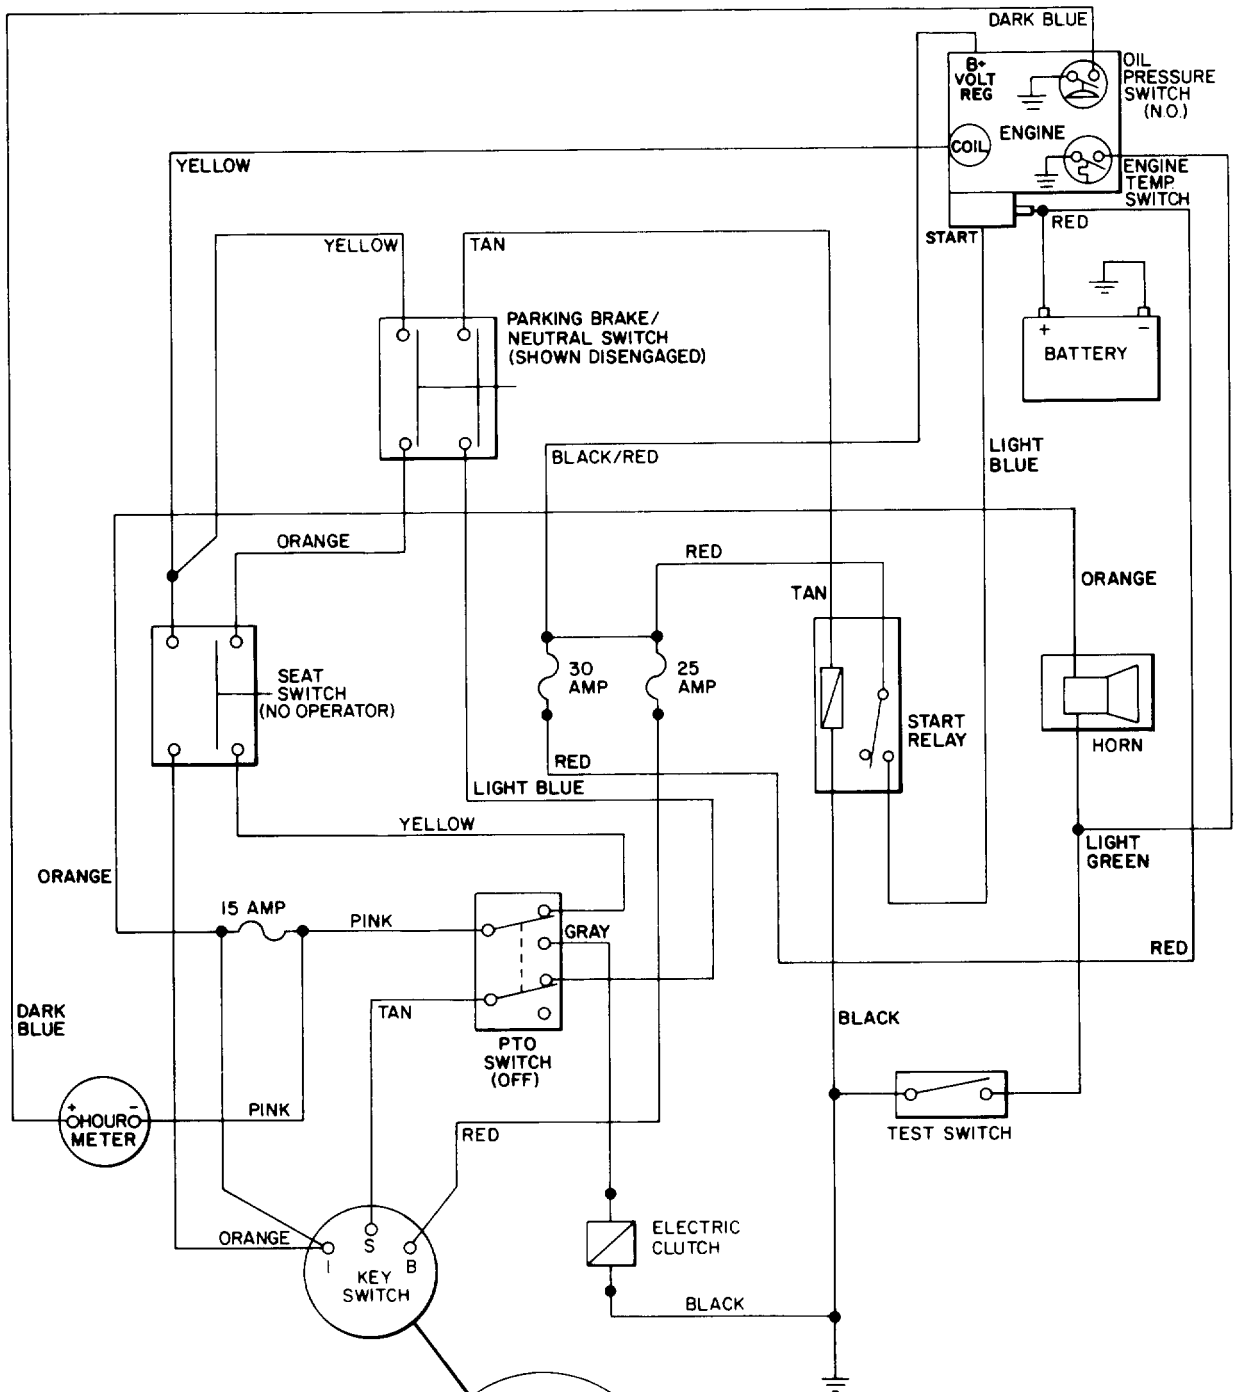 DARK BLUE
B+
VOLT
REG
OIL
PRESSURE
SWITCH
(N.O.)
ENGINE
COIL
ENGINE
TEMP.
SWITCH
YELLOW
RED
START
YELLOW
TAN
PARKING BRAKE/
NEUTRAL SWITCH
(SHOWN DISENGAGED)
+
-
BATTERY
BLACK/RED
LIGHT
BLUE
ORANGE
RED
ORANGE
TAN
30
AMP
25
AMP
SEAT
SWITCH
(NO OPERATOR)
START
RELAY
HORN
RED
LIGHT BLUE
YELLOW
LIGHT
GREEN
ORANGE
15 AMP
PINK
GRAY
RED
TAN
DARK
BLUE
BLACK
PTO
SWITCH
(OFF)
+
-
HOUR
METER
PINK
RED
TEST SWITCH
ELECTRIC
CLUTCH
ORANGE
I
S
B
KEY
SWITCH
BLACK